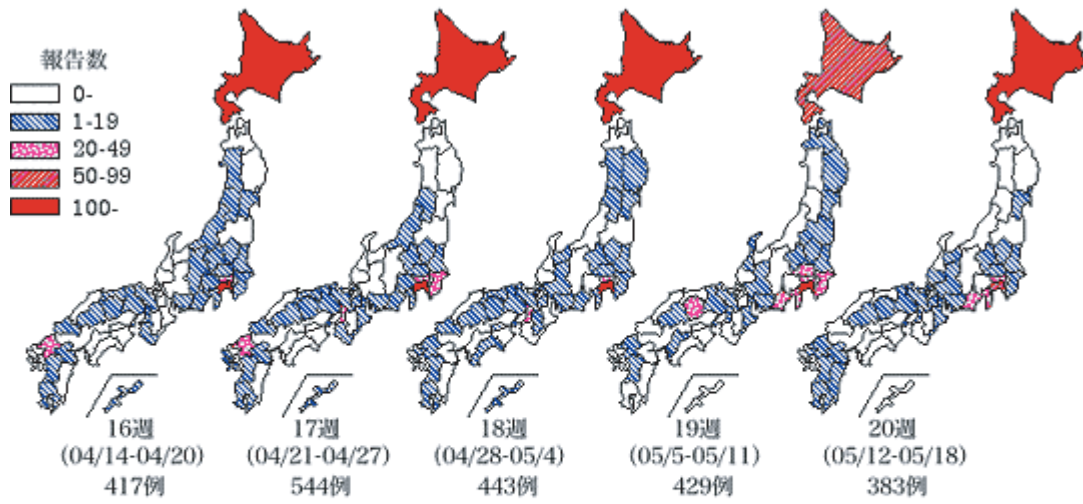 報告数
0-
1-19
20-49
50-99
100-
16週
(04/14-04/20)
417例
17週
(04/21-04/27)
544例
18週
(04/28-05/4)
443例
19週
(05/5-05/11)
429例
20週
(05/12-05/18)
383例